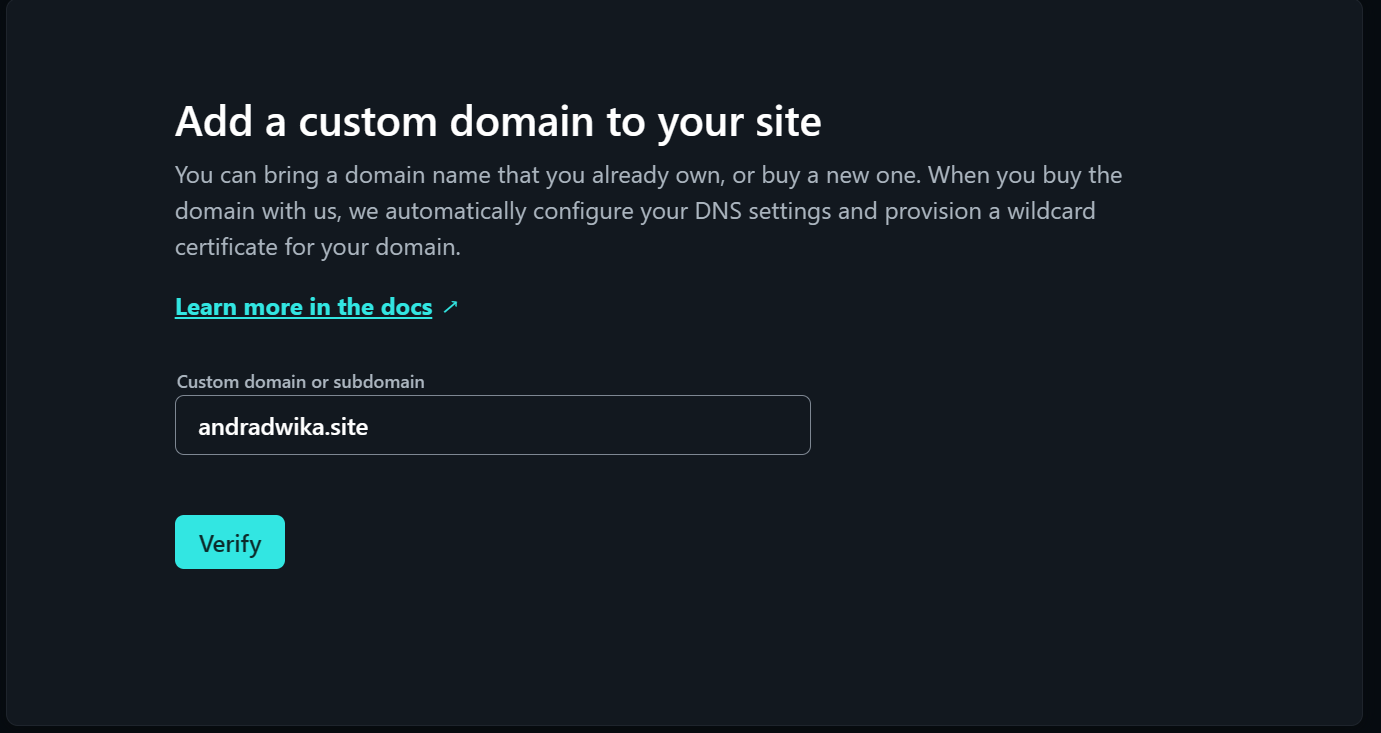 Add a custom domain to your site
You can bring a domain name that you already own, or buy a new one. When you buy the
domain with us, we automatically configure your DNS settings and provision a wildcard
certificate for your domain.
Learn more in the docs ↗
Custom domain or subdomain
andradwika.site
Verify